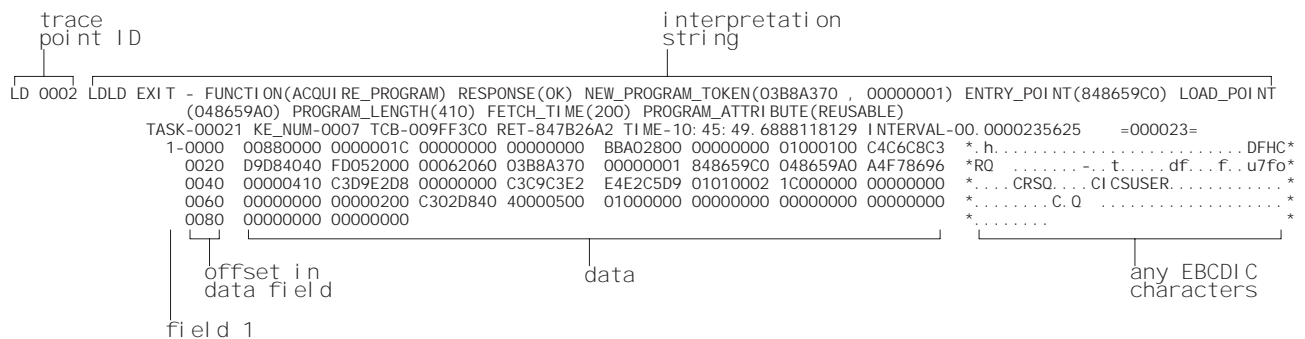 trace
point ID
interpretation
string
LD 0002 LDLD EXIT - FUNCTION(ACQUIRE_PROGRAM) RESPONSE(OK) NEW_PROGRAM_TOKEN(03B8A370 , 00000001) ENTRY_POINT(848659C0) LOAD_POINT
(048659A0) PROGRAM_LENGTH(410) FETCH_TIME(200) PROGRAM_ATTRIBUTE(REUSABLE)
TASK-00021 KE_NUM-0007 TCB-009FF3C0 RET-847B26A2 TIME-10:45:49.6888118129 INTERVAL-00.0000235625 =000023=
1-0000 00880000 0000001C 00000000 00000000 BBA02800 00000000 01000100 C4C6C8C3 *.h..........................DFHC*
0020 D9D84040 FD052000 00062060 03B8A370 00000001 848659C0 048659A0 A4F78696 *RQ .......-..t.....df...f..u7fo*
0040 00000410 C3D9E2D8 00000000 C3C9C3E2 E4E2C5D9 01010002 1C000000 00000000 *....CRSQ....CICSUSER............*
0060 00000000 00000200 C302D840 40000500 01000000 00000000 00000000 00000000 *........C.Q ...................*
0080 00000000 00000000 *........ *
offset in
data field
data
any EBCDIC
characters
field 1